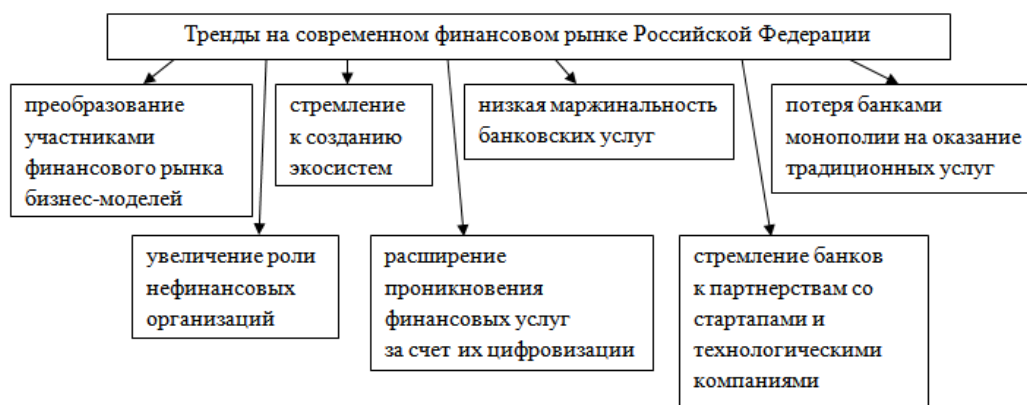 Тренды на современном финансовом рынке Российской Федерации
преобразование
участниками
финансового рынка
бизнес-моделей
стремление
к созданию
экосистем
низкая маржинальность
банковских услуг
потеря банками
монополии на оказание
традиционных услуг
увеличение роли
нефинансовых
организаций
расширение
проникновения
финансовых услуг
за счет их цифровизации
стремление банков
к партнерствам со
стартапами и
технологическими
компаниями